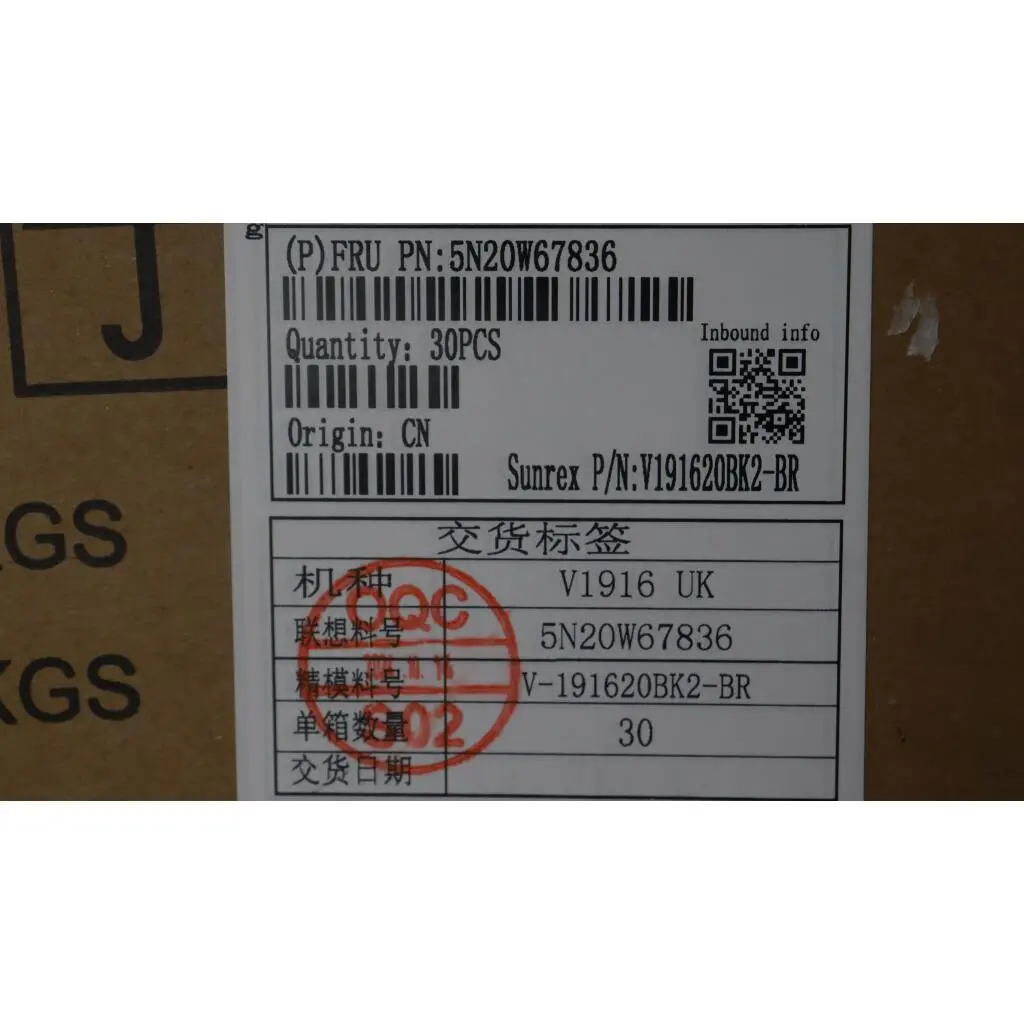 g
(P)FRU PN:5N20W67836
Quantity: 30PCS
Inbound info
Origin: CN
Sunrex P/N:V191620BK2-BR
J
GS
KGS
交货标签
机种 V1916 UK
联想料号 5N20W67836
精模料号 V-191620BK2-BR
单箱数量 30
交货日期
QQC
S02